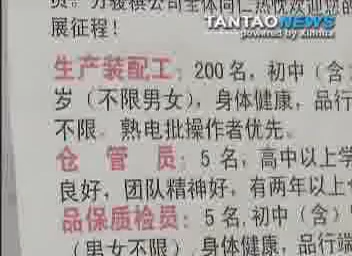 员。万骏祺公司全体同仁热忱欢迎您的
TANTAONEWS
powered by Xinhua
展征程！
生产装配工：200名，初中（含）
岁（不限男女），身体健康，品行
不限。熟电批操作者优先。
仓管员：5名，高中以上学
良好，团队精神好，有两年以上
品保质检员：5名，初中（含）
（男女不限）身体健康，品行端